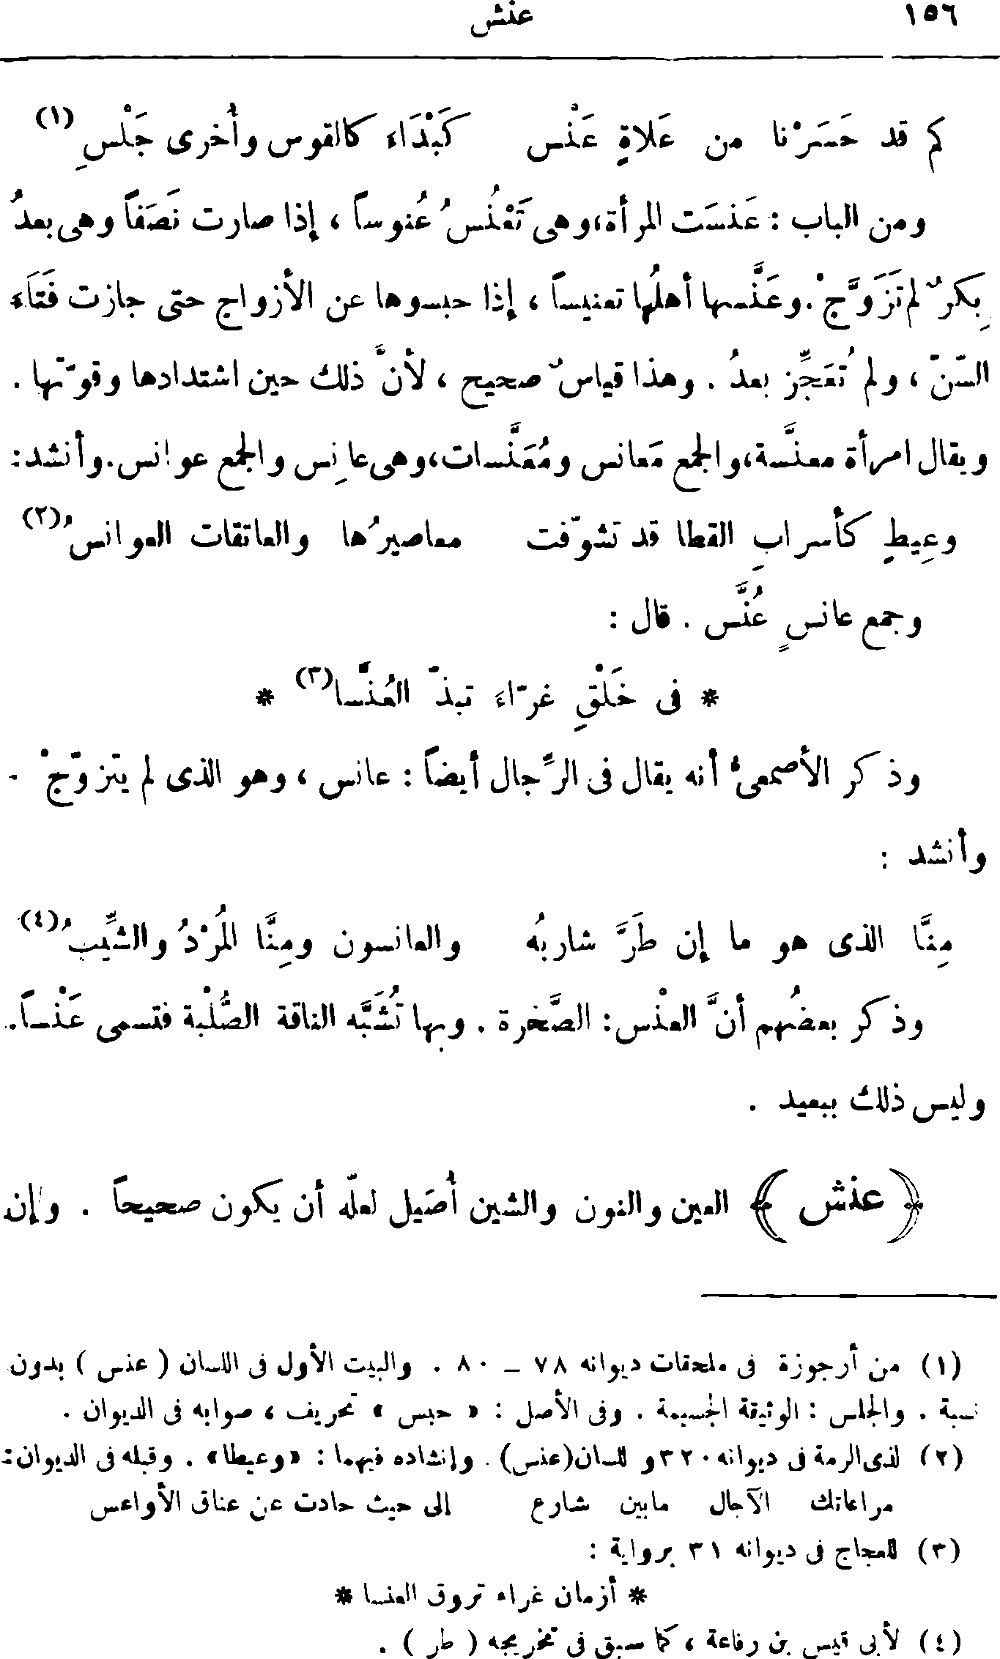 ١٥٦ عنش
كم قد حَسَرْنا من عَلاةٍ عَنْس كَبْدَاءَ كالقوس وأُخرى جَلْسِ (١)
ومن الباب : عَنسَت المرأة، وهى تَعْنُسُ عُنوساً ، إذا صارت نَصَفاً وهى بعدُ
بِكرٌ لم تَزَوَّجْ. وعَنَّسها أهلُها تعنيساً ، إذا حبسوها عن الأزواج حتى جازت فَتَاءَ
السّنّ ، ولم تُعَجِّز بعدُ . وهذا قياسٌ صحيح ، لأنَّ ذلك حين اشتدادها وقوّتها .
ويقال امرأة معنَّسة، والجمع مَعانس ومُعَنَّسات، وهى عانِس والجمع عوانس. وأنشد:
وعِيطٍ كأسرابِ القطا قد تشوّفت معاصيرُها والعاتقات العوانسُ (٢)
وجمع عانسٍ عُنَّس . قال :
* فى خَلْقِ غرّاءَ تبذّ العُنَّسا (٣) *
وذكر الأصمعىُّ أنه يقال فى الرِّجال أيضاً : عانس ، وهو الذى لم يتزوّجْ .
وأنشد :
مِنَّا الذى هو ما إن طَرَّ شاربُه والعانسون ومِنَّا المُرْدُ والشِّيبُ (٤)
وذكر بعضُهم أنَّ العنْس: الصَّخرة . وبها تُشَبَّه الناقة الصُّلْبة فتسمى عَنْساً.
وليس ذلك ببعيد .
﴿ عنش ﴾ العين والنون والشين أُصَيل لعلّه أن يكون صحيحاً . وإن
(١) من أرجوزة فى ملحقات ديوانه ٧٨ ــ ٨٠ . والبيت الأول فى اللسان ( عنس ) بدون
نسبة . والجلس : الوثيقة الجسيمة . وفى الأصل : « حبس » تحريف ، صوابه فى الديوان .
(٢) لذى الرمة فى ديوانه ٣٢٠ و للسان (عنس) . وإنشاده فيهما : «وعيطا» . وقبله فى الديوان :
مراعاتك الآجال مابين شارع إلى حيث حادت عن عناق الأواعس
(٣) للعجاج فى ديوانه ٣١ برواية :
* أزمان غراء تروق العنسا *
(٤) لأبى قيس بن رفاعة ، كما سبق فى تخريجه ( طر ) .